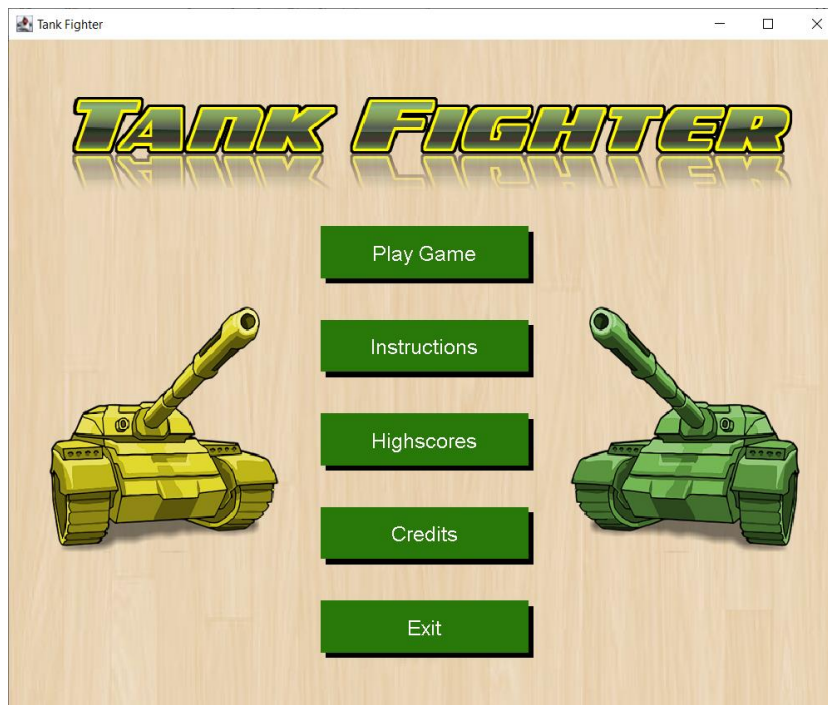 Tank Fighter
Tank Fighter
Play Game
Instructions
Highscores
Credits
Exit